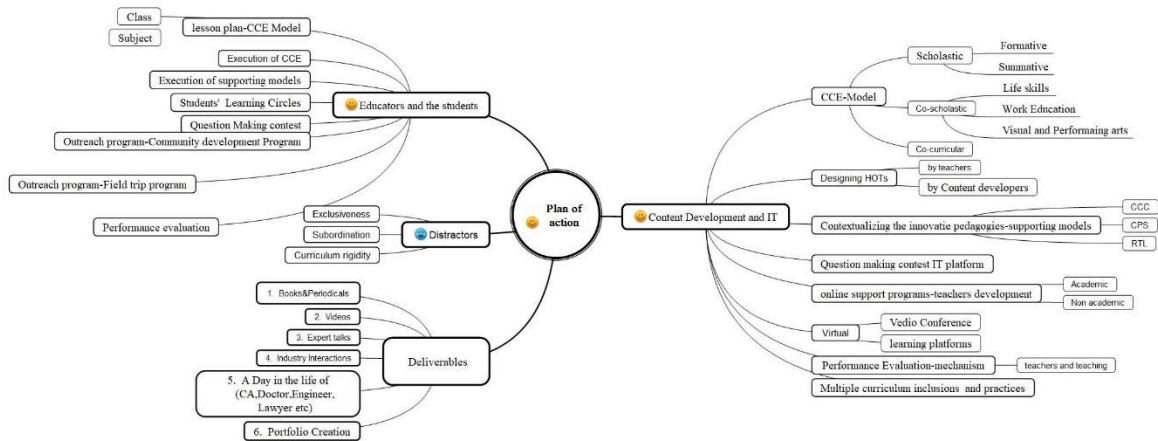 Class
Subject
lesson plan-CCE Model
Execution of CCE
Execution of supporting models
Students' Learning Circles
Question Making contest
Outreach program-Community development Program
Outreach program-Field trip program
Performance evaluation
Educators and the students
Exclusiveness
Subordination
Curriculum rigidity
Distractors
1. Books&Periodicals
2. Videos
3. Expert talks
4. Industry Interactions
5. A Day in the life of
(CA,Doctor,Engineer,
Lawyer etc)
6. Portfolio Creation
Deliverables
Plan of
action
Content Development and IT
CCE-Model
Scholastic
Formative
Summative
Co-scholastic
Life skills
Work Education
Visual and Performaing arts
Co-curricular
Designing HOTs
by teachers
by Content developers
Contextualizing the innovatie pedagogies-supporting models
CCC
CPS
RTL
Question making contest IT platform
online support programs-teachers development
Academic
Non academic
Virtual
Vedio Conference
learning platforms
Performance Evaluation-mechanism
teachers and teaching
Multiple curriculum inclusions and practices